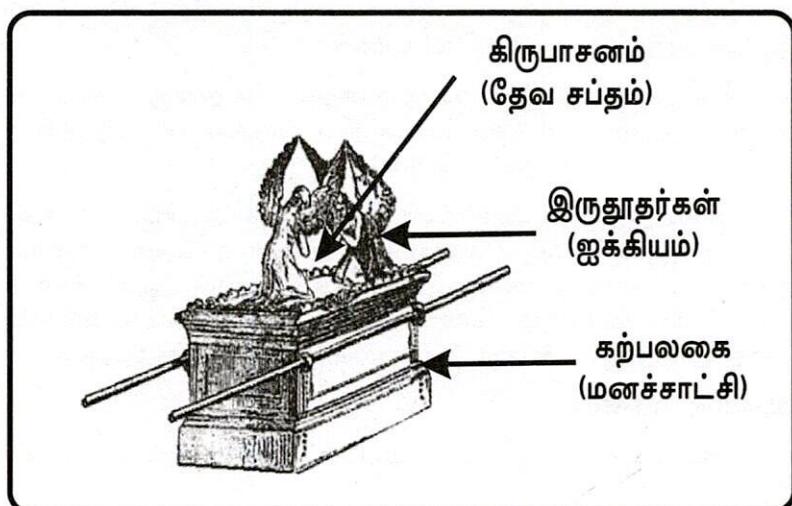 கிருபாசனம்
(தேவ சப்தம்)
இருதூதர்கள்
(ஐக்கியம்)
கற்பலகை
(மனச்சாட்சி)